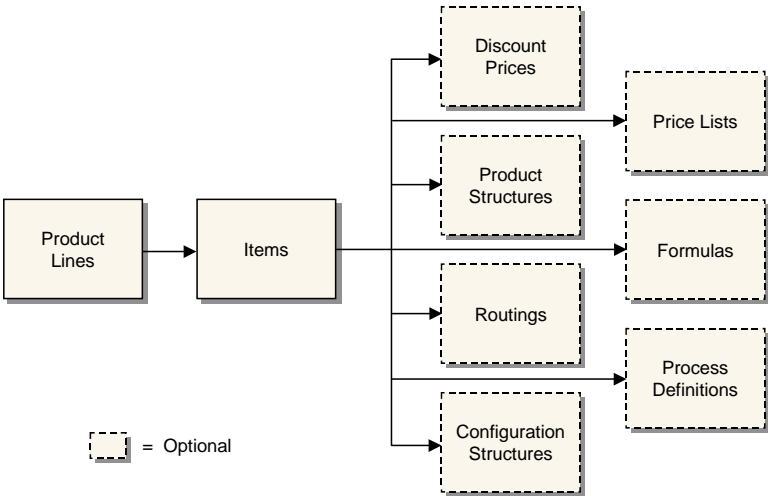 Discount
Prices
Price Lists
Product
Structures
Product
Lines
Items
Formulas
Routings
Process
Definitions
Configuration
Structures
= Optional